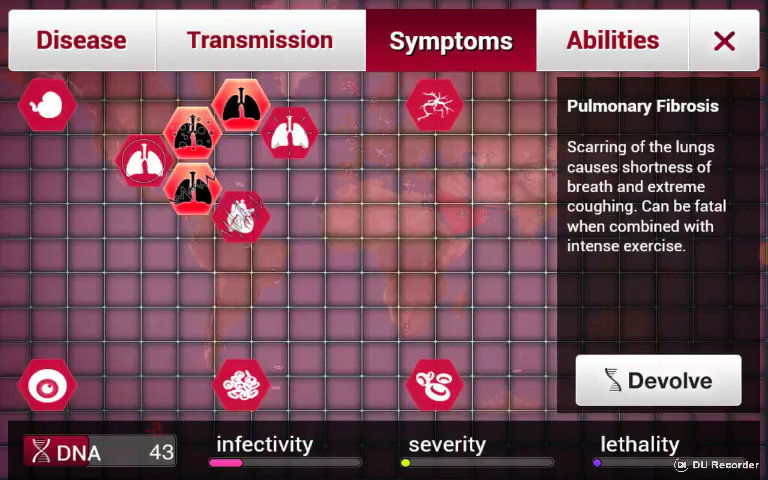 Disease
Transmission
Symptoms
Abilities
Pulmonary Fibrosis
Scarring of the lungs
causes shortness of
breath and extreme
coughing. Can be fatal
when combined with
intense exercise.
Devolve
DNA 43
infectivity
severity
lethality
DU Recorder